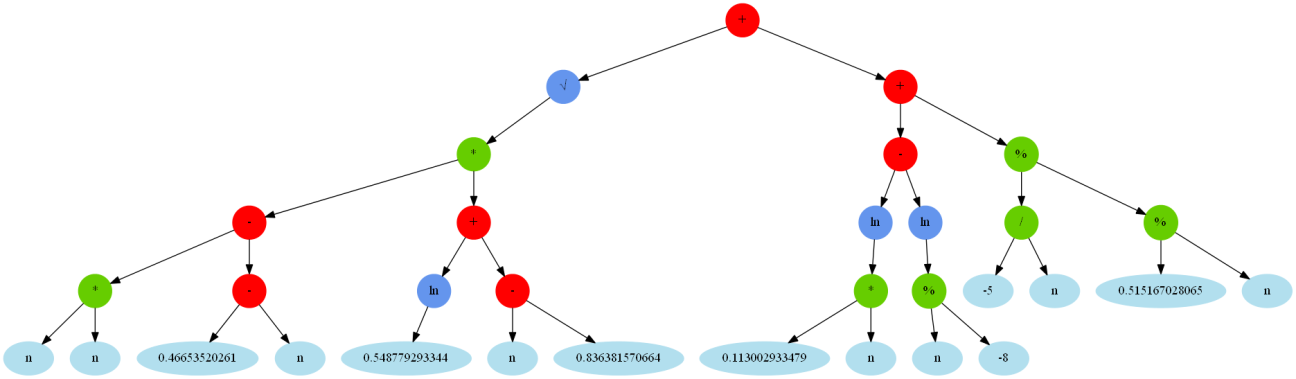 +
√ +
* - %
- + ln ln / %
* - ln - * % -5 n 0.515167028065 n
n n 0.46653520261 n 0.548779293344 n 0.836381570664 0.113002933479 n n -8